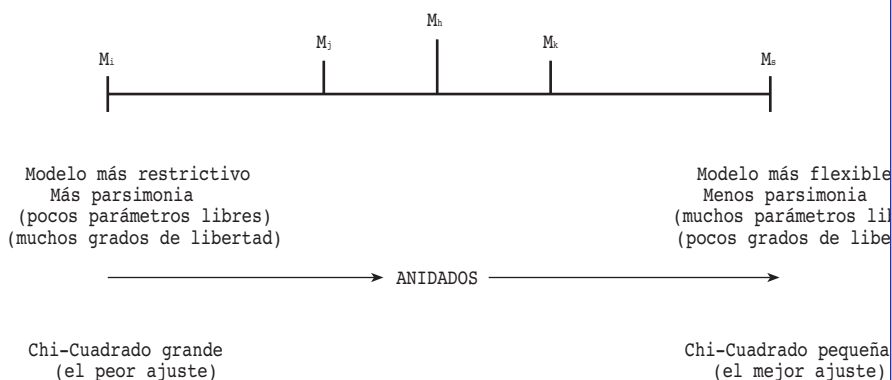 Mₕ
Mⱼ
Mₖ
Mᵢ
Mₛ
Modelo más restrictivo
Más parsimonia
(pocos parámetros libres)
(muchos grados de libertad)
Modelo más flexible
Menos parsimonia
(muchos parámetros
(pocos grados de
ANIDADOS
Chi-Cuadrado grande
(el peor ajuste)
Chi-Cuadrado pequeña
(el mejor ajuste)